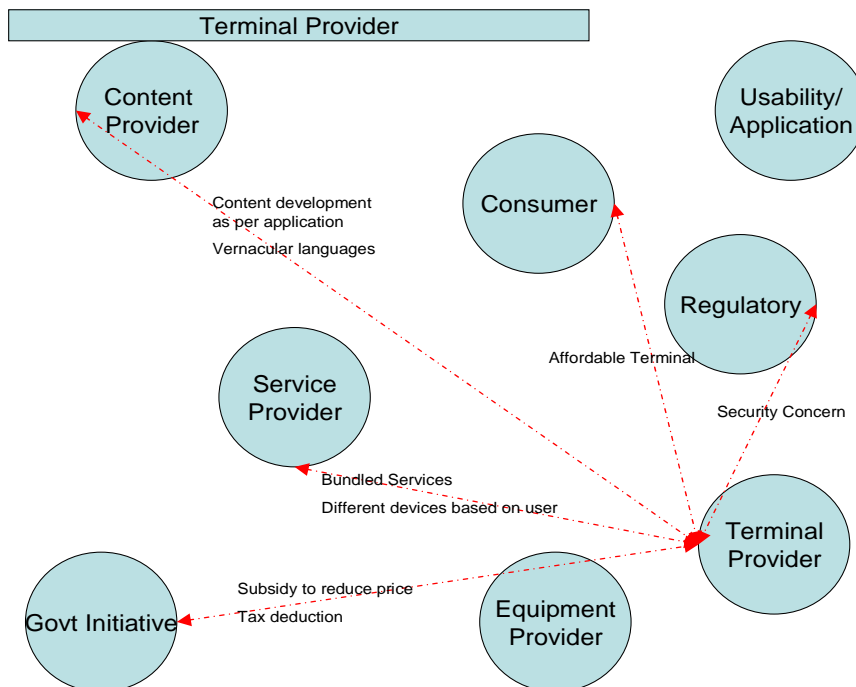 Terminal Provider
Content
Provider
Usability/
Application
Content development
as per application
Vernacular languages
Consumer
Regulatory
Affordable Terminal
Service
Provider
Security Concern
Bundled Services
Different devices based on user
Terminal
Provider
Subsidy to reduce price
Tax deduction
Govt Initiative
Equipment
Provider